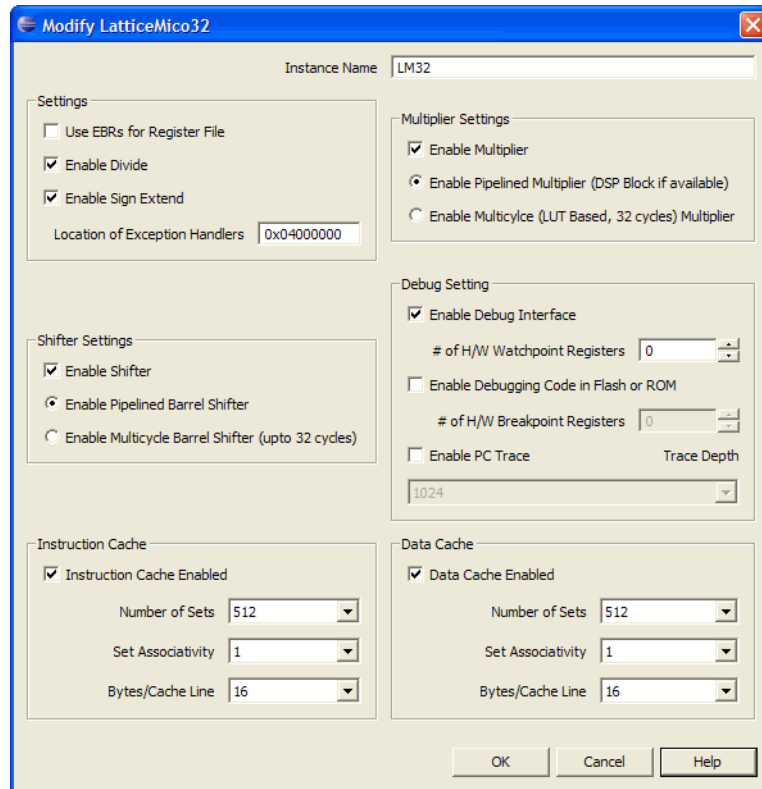 Modify LatticeMico32
Instance Name LM32
Settings
Use EBRs for Register File
Enable Divide
Enable Sign Extend
Location of Exception Handlers 0x04000000
Multiplier Settings
Enable Multiplier
Enable Pipelined Multiplier (DSP Block if available)
Enable Multicylce (LUT Based, 32 cycles) Multiplier
Shifter Settings
Enable Shifter
Enable Pipelined Barrel Shifter
Enable Multicycle Barrel Shifter (upto 32 cycles)
Debug Setting
Enable Debug Interface
# of H/W Watchpoint Registers 0
Enable Debugging Code in Flash or ROM
# of H/W Breakpoint Registers 0
Enable PC Trace Trace Depth
1024
Instruction Cache
Instruction Cache Enabled
Number of Sets 512
Set Associativity 1
Bytes/Cache Line 16
Data Cache
Data Cache Enabled
Number of Sets 512
Set Associativity 1
Bytes/Cache Line 16
OK Cancel Help